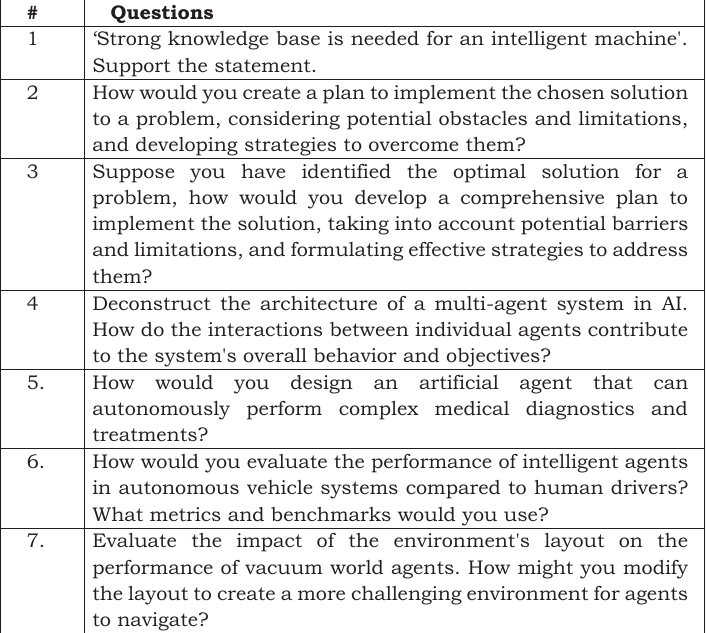 # Questions
1 ‘Strong knowledge base is needed for an intelligent machine'.
Support the statement.
2 How would you create a plan to implement the chosen solution
to a problem, considering potential obstacles and limitations,
and developing strategies to overcome them?
3 Suppose you have identified the optimal solution for a
problem, how would you develop a comprehensive plan to
implement the solution, taking into account potential barriers
and limitations, and formulating effective strategies to address
them?
4 Deconstruct the architecture of a multi-agent system in AI.
How do the interactions between individual agents contribute
to the system's overall behavior and objectives?
5. How would you design an artificial agent that can
autonomously perform complex medical diagnostics and
treatments?
6. How would you evaluate the performance of intelligent agents
in autonomous vehicle systems compared to human drivers?
What metrics and benchmarks would you use?
7. Evaluate the impact of the environment's layout on the
performance of vacuum world agents. How might you modify
the layout to create a more challenging environment for agents
to navigate?